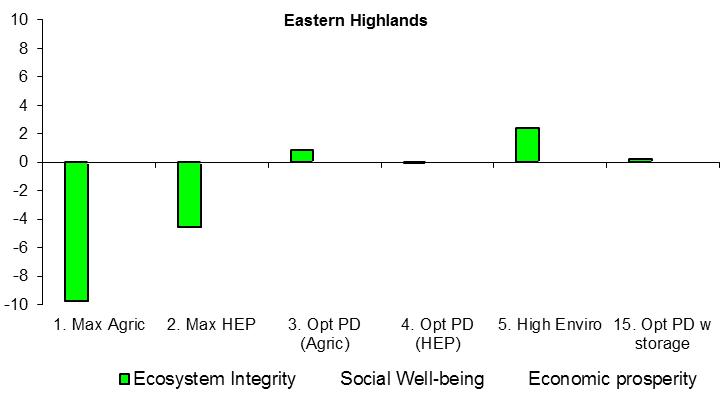 Eastern Highlands
10
8
6
4
2
0
-2
-4
-6
-8
-10
1. Max Agric
2. Max HEP
3. Opt PD
(Agric)
4. Opt PD
(HEP)
5. High Enviro
15. Opt PD w
storage
Ecosystem Integrity Social Well-being Economic prosperity